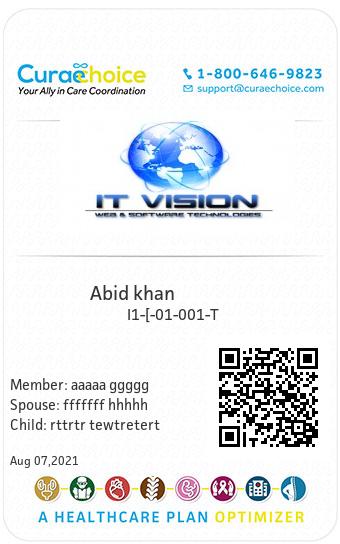 Curaechoice
Your Ally in Care Coordination
1-800-646-9823
support@curaechoice.com
IT VISION
WEB & SOFTWARE TECHNOLOGIES
Abid khan
I1-[-01-001-T
Member: aaaaa ggggg
Spouse: fffffff hhhhh
Child: rttrtr tewtretert
Aug 07,2021
A HEALTHCARE PLAN OPTIMIZER